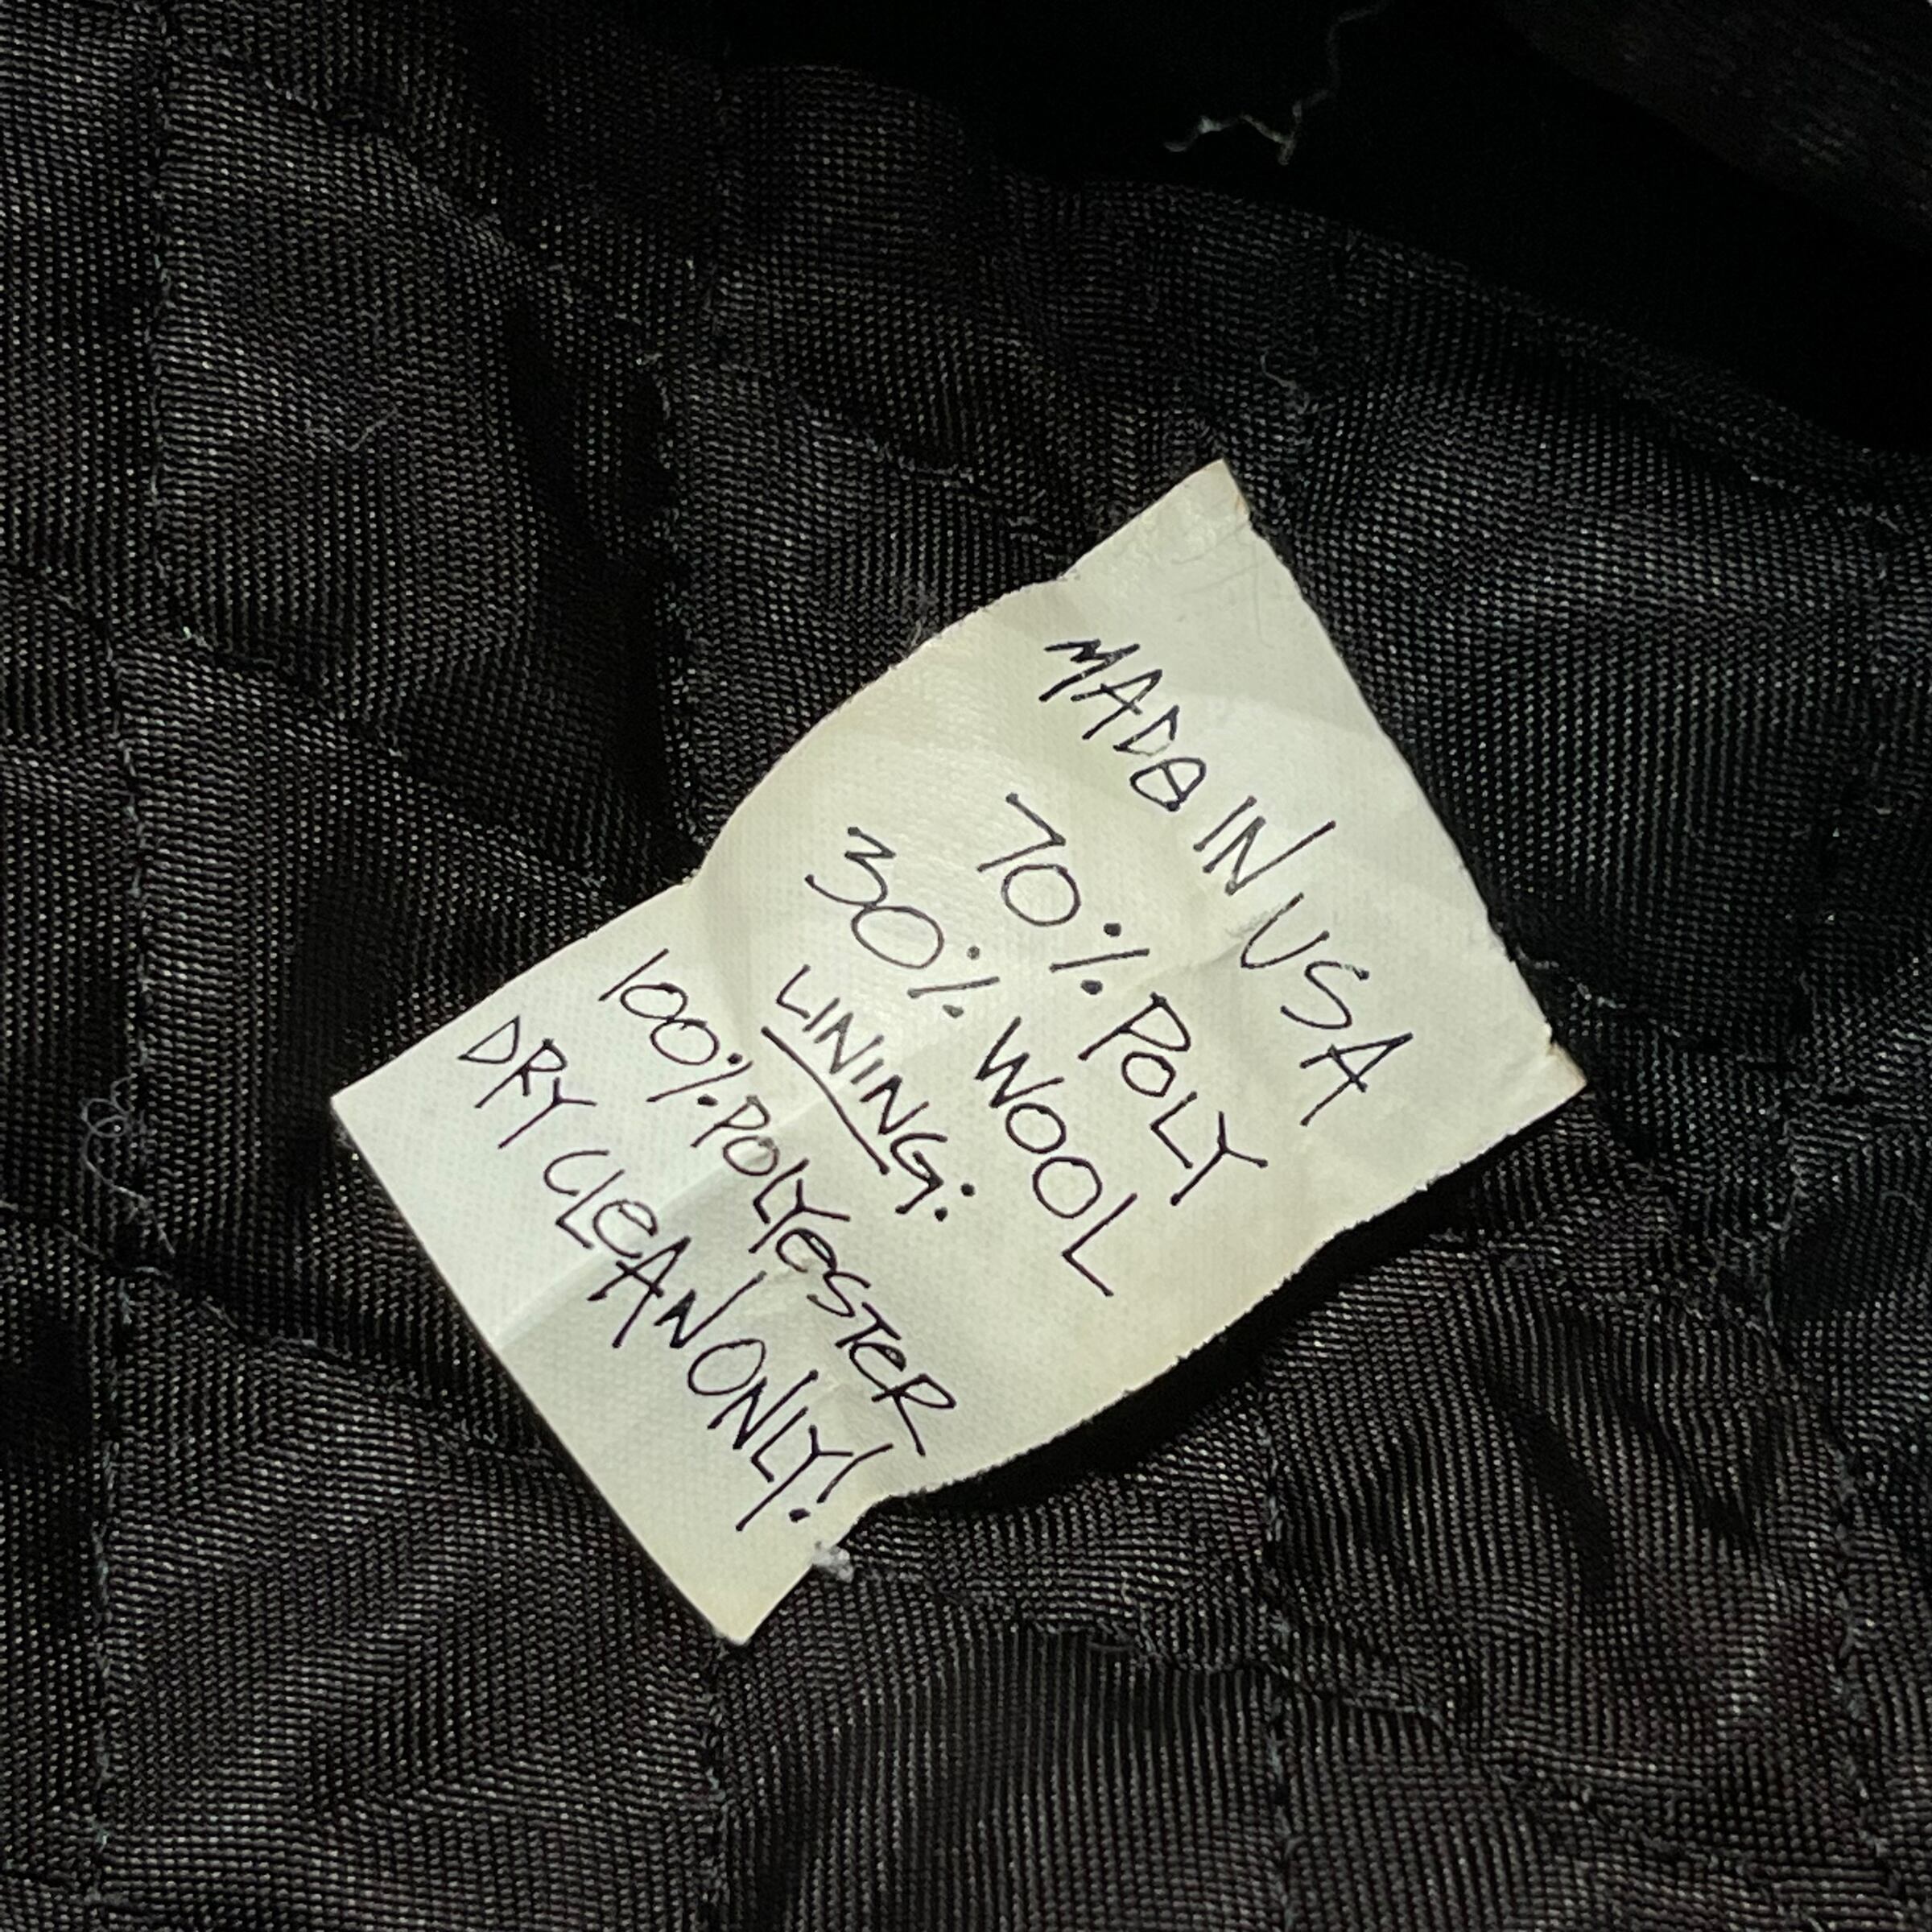 MADE IN USA
70% POLY
30% WOOL
LINING:
100% POLYeSTeR
DRY CLeAN ONLY!